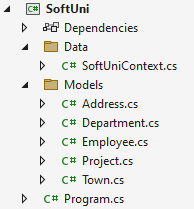 SoftUni
Dependencies
Data
SoftUniContext.cs
Models
Address.cs
Department.cs
Employee.cs
Project.cs
Town.cs
Program.cs